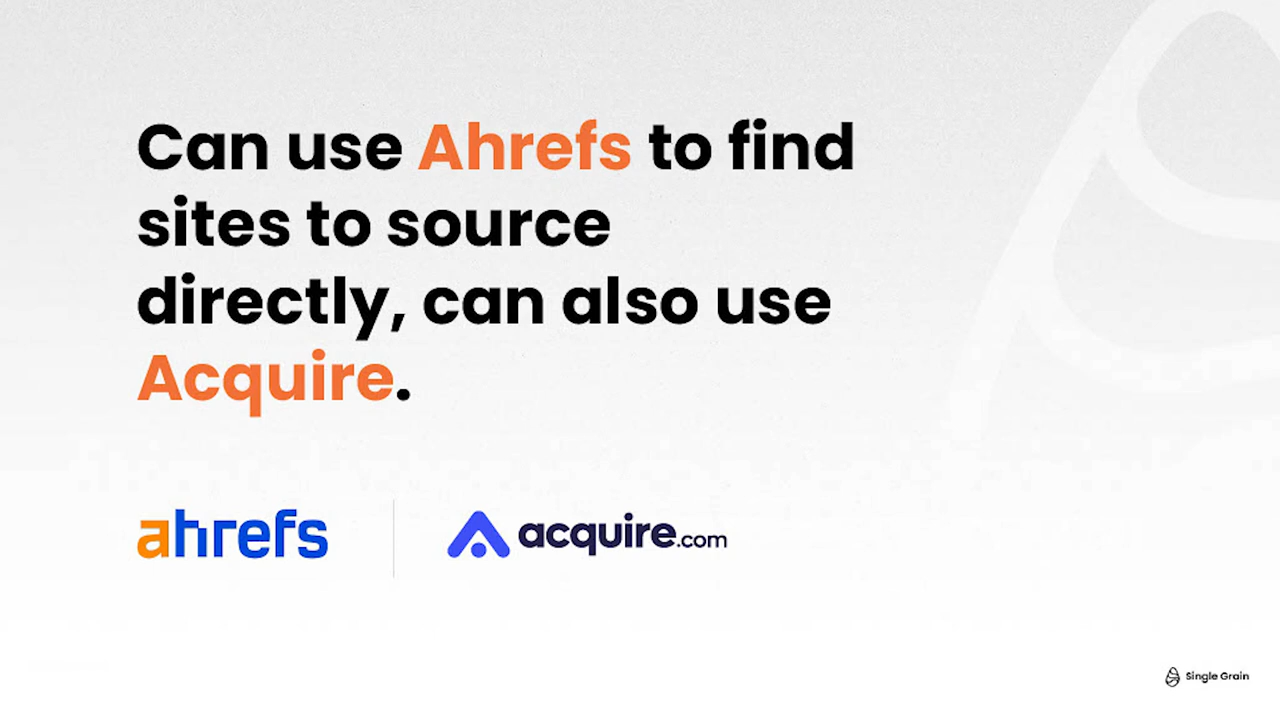 Can use Ahrefs to find
sites to source
directly, can also use
Acquire.
ahrefs
acquire.com
Single Grain